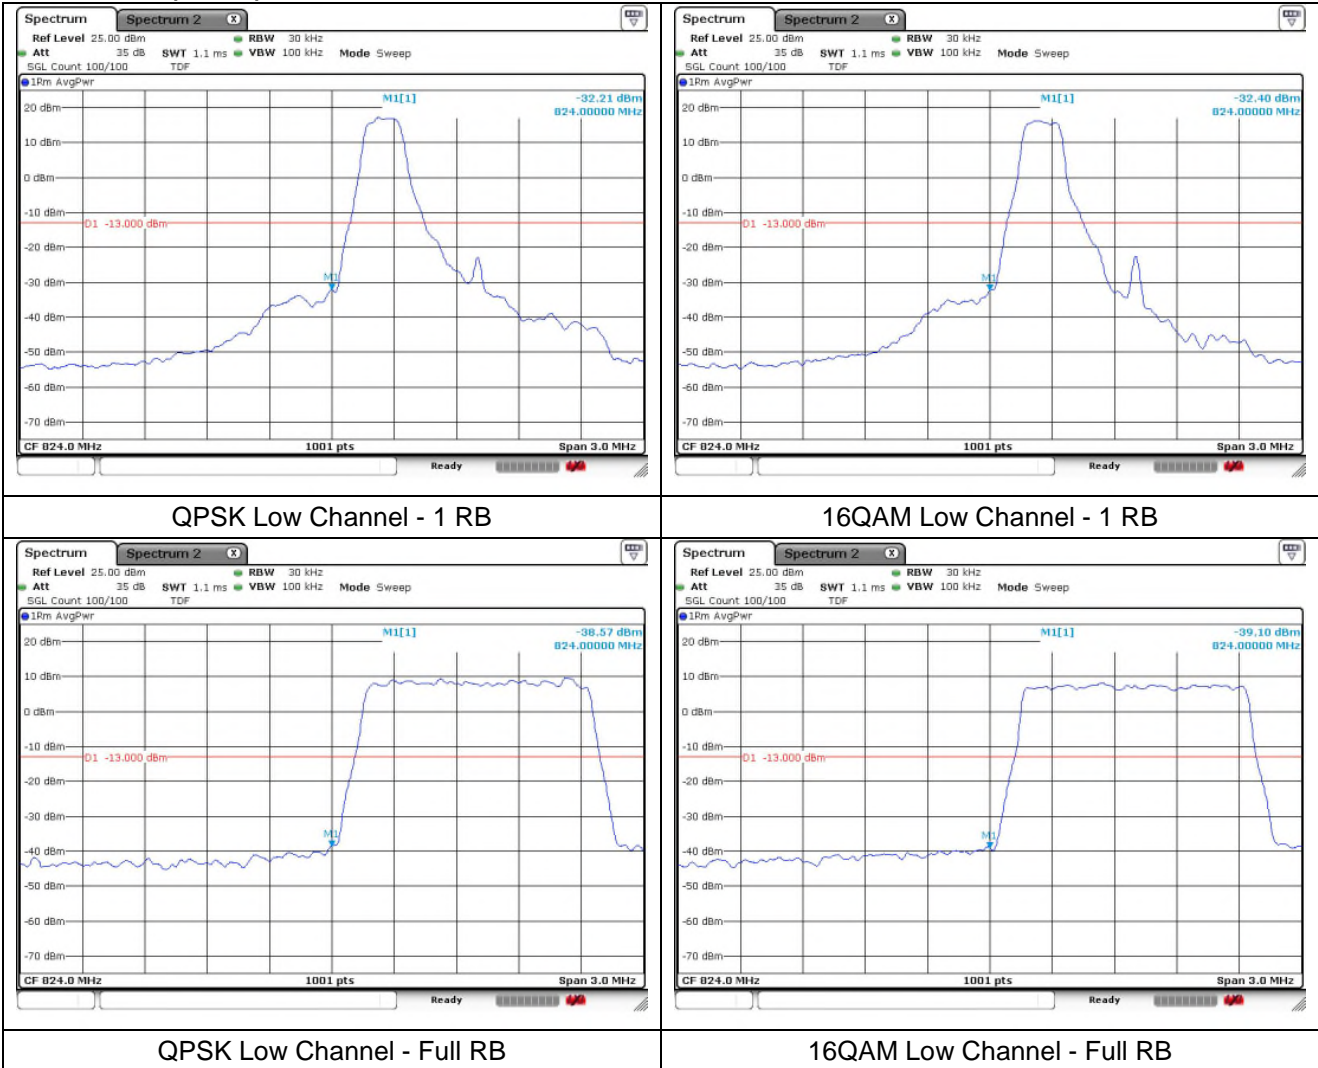 Spectrum Spectrum 2 X
Ref Level 25.00 dBm RBW 30 kHz
Att 35 dB SWT 1.1 ms VBW 100 kHz Mode Sweep
SGL Count 100/100 TDF
1Rm AvgPwr
M1[1] -32.21 dBm
824.00000 MHz
20 dBm
10 dBm
0 dBm
-10 dBm
D1 -13.000 dBm
-20 dBm
-30 dBm
M1
-40 dBm
-50 dBm
-60 dBm
-70 dBm
CF 824.0 MHz 1001 pts Span 3.0 MHz
Ready
QPSK Low Channel - 1 RB
Spectrum Spectrum 2 X
Ref Level 25.00 dBm RBW 30 kHz
Att 35 dB SWT 1.1 ms VBW 100 kHz Mode Sweep
SGL Count 100/100 TDF
1Rm AvgPwr
M1[1] -32.40 dBm
824.00000 MHz
20 dBm
10 dBm
0 dBm
-10 dBm
D1 -13.000 dBm
-20 dBm
-30 dBm
M1
-40 dBm
-50 dBm
-60 dBm
-70 dBm
CF 824.0 MHz 1001 pts Span 3.0 MHz
Ready
16QAM Low Channel - 1 RB
Spectrum Spectrum 2 X
Ref Level 25.00 dBm RBW 30 kHz
Att 35 dB SWT 1.1 ms VBW 100 kHz Mode Sweep
SGL Count 100/100 TDF
1Rm AvgPwr
M1[1] -38.57 dBm
824.00000 MHz
20 dBm
10 dBm
0 dBm
-10 dBm
D1 -13.000 dBm
-20 dBm
-30 dBm
M1
-40 dBm
-50 dBm
-60 dBm
-70 dBm
CF 824.0 MHz 1001 pts Span 3.0 MHz
Ready
QPSK Low Channel - Full RB
Spectrum Spectrum 2 X
Ref Level 25.00 dBm RBW 30 kHz
Att 35 dB SWT 1.1 ms VBW 100 kHz Mode Sweep
SGL Count 100/100 TDF
1Rm AvgPwr
M1[1] -39.10 dBm
824.00000 MHz
20 dBm
10 dBm
0 dBm
-10 dBm
D1 -13.000 dBm
-20 dBm
-30 dBm
M1
-40 dBm
-50 dBm
-60 dBm
-70 dBm
CF 824.0 MHz 1001 pts Span 3.0 MHz
Ready
16QAM Low Channel - Full RB